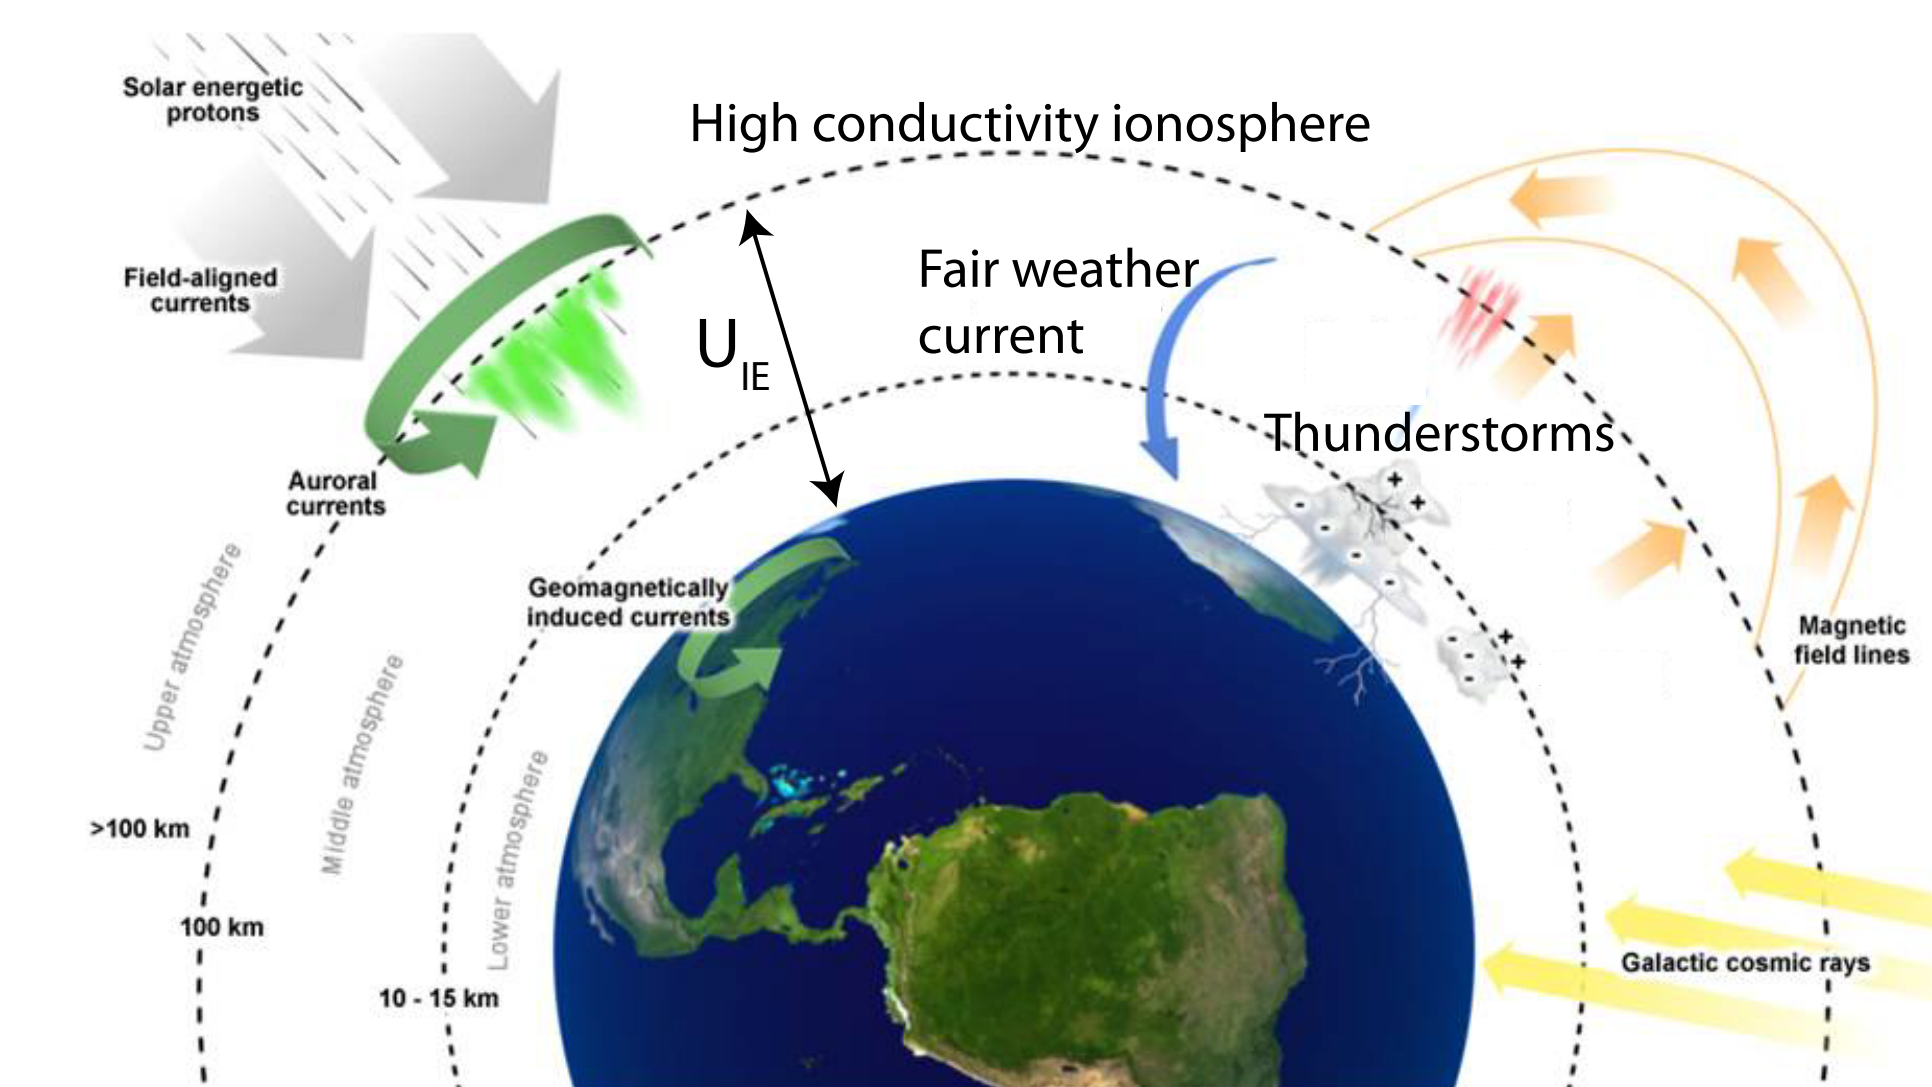 Solar energetic
protons
High conductivity ionosphere
Field-aligned
currents
Fair weather
current
U
IE
Thunderstorms
Auroral
currents
Geomagnetically
induced currents
Magnetic
field lines
Upper atmosphere
Middle atmosphere
Lower atmosphere
>100 km
100 km
10 - 15 km
Galactic cosmic rays